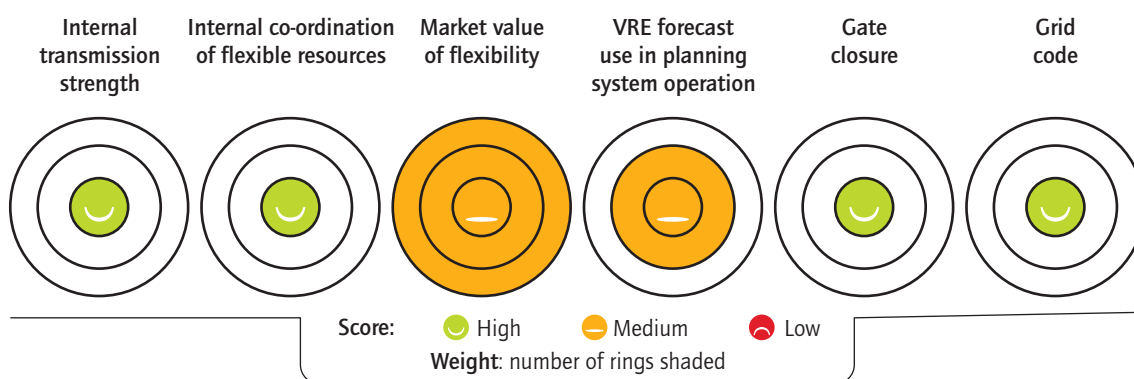 Internal
transmission
strength
Internal co-ordination
of flexible resources
Market value
of flexibility
VRE forecast
use in planning
system operation
Gate
closure
Grid
code
Score: High Medium Low
Weight: number of rings shaded